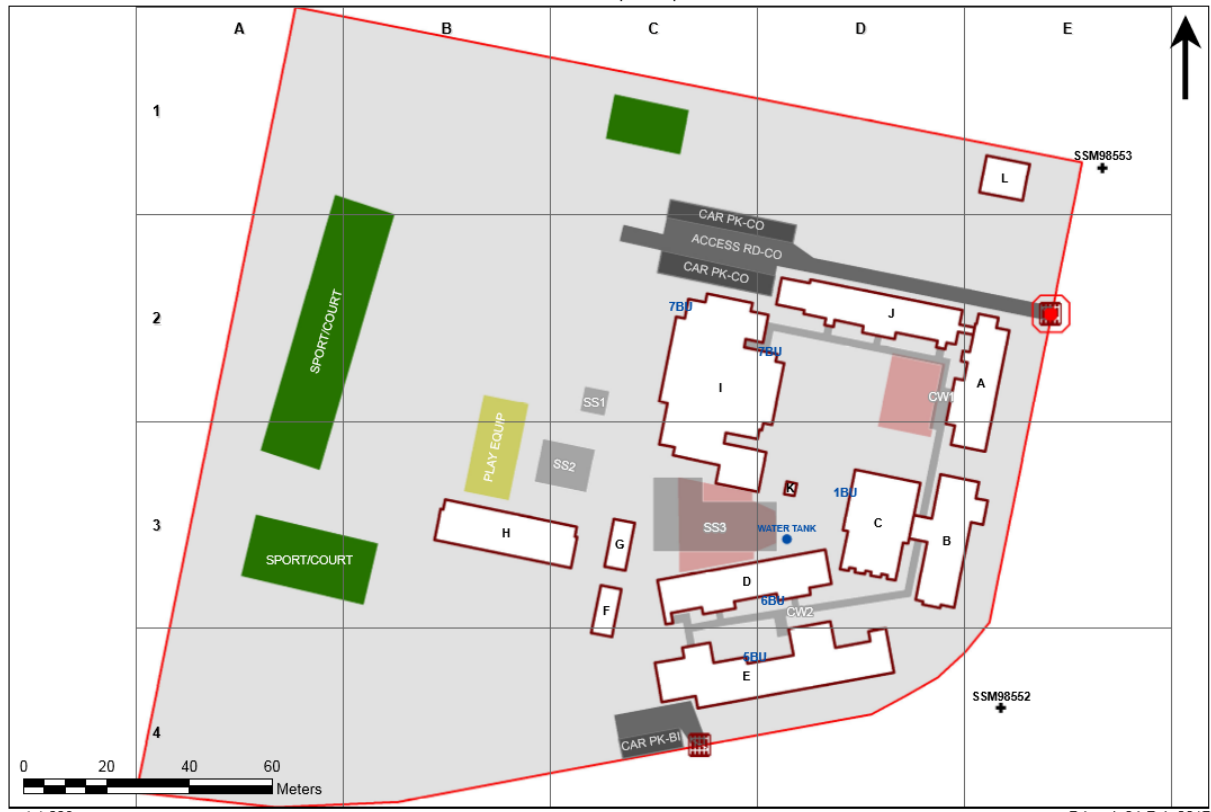 A B C D E
1
SSM98553
L
CAR PK-CO
ACCESS RD-CO
CAR PK-CO
7BU
J
2
SPORT/COURT
7BU
I
A
CW1
SS1
PLAY EQUIP
SS2
K
1BU
3
H
G
SS3
WATER TANK
C
B
SPORT/COURT
D
F
6BU
CW2
5BU
E
SSM98552
4
CAR PK-BI
0 20 40 60
Meters